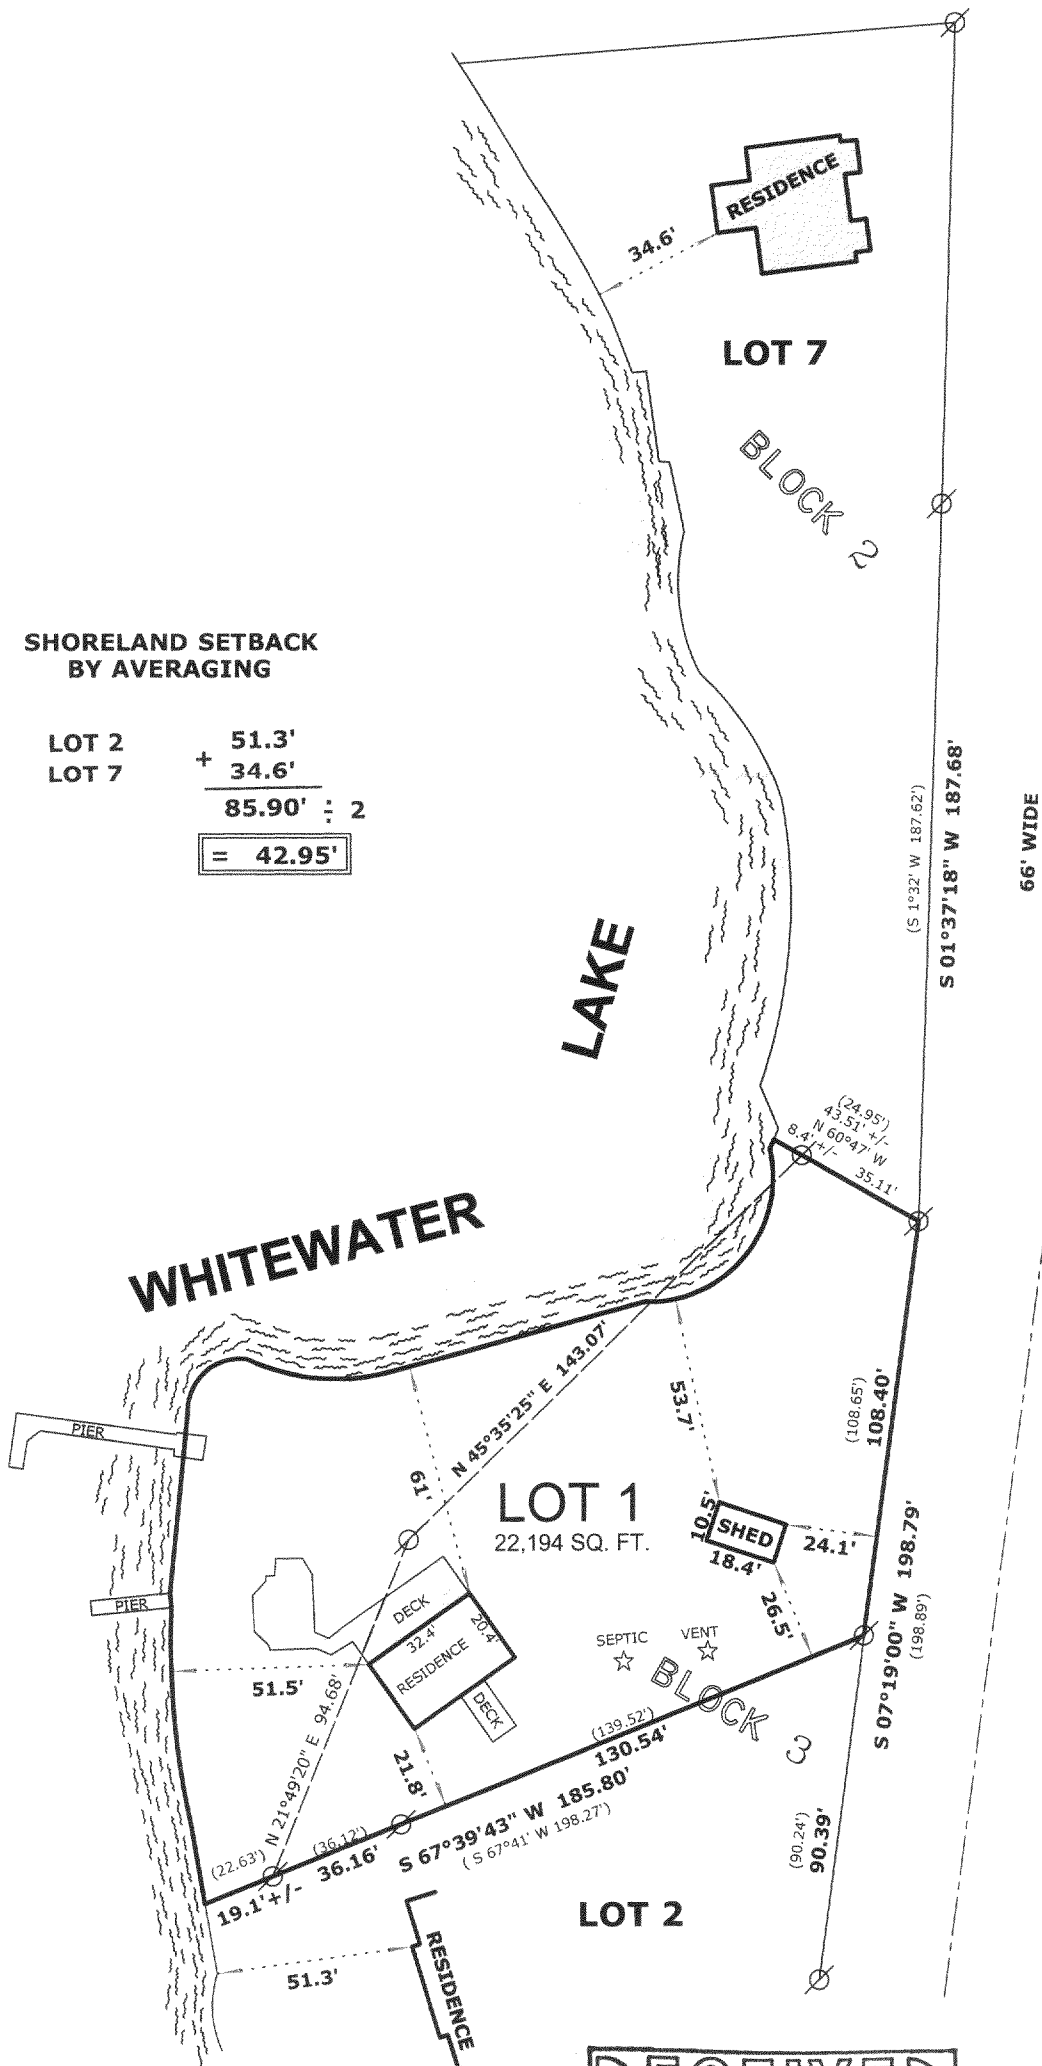 RESIDENCE
34.6'
LOT 7
BLOCK 2
SHORELAND SETBACK
BY AVERAGING
LOT 2 51.3'
LOT 7 + 34.6'
85.90' ÷ 2
= 42.95'
(S 1°32' W 187.62')
S 01°37'18" W 187.68'
66' WIDE
LAKE
WHITEWATER
(24.95')
43.51' +/-
N 60°47' W
8.4'+/- 35.11'
N 45°35'25" E 143.07'
53.7'
(108.65')
108.40'
PIER
61'
LOT 1
22,194 SQ. FT.
10.5'
SHED
18.4'
24.1'
26.5'
S 07°19'00" W 198.79'
(198.89')
PIER
DECK
32.4'
20.4'
RESIDENCE
DECK
SEPTIC VENT
BLOCK 3
51.5'
N 21°49'20" E 94.68'
21.8'
(139.52')
130.54'
S 67°39'43" W 185.80'
( S 67°41' W 198.27')
(22.63')
19.1'+/-
(36.12')
36.16'
(90.24')
90.39'
LOT 2
51.3'
RESIDENCE